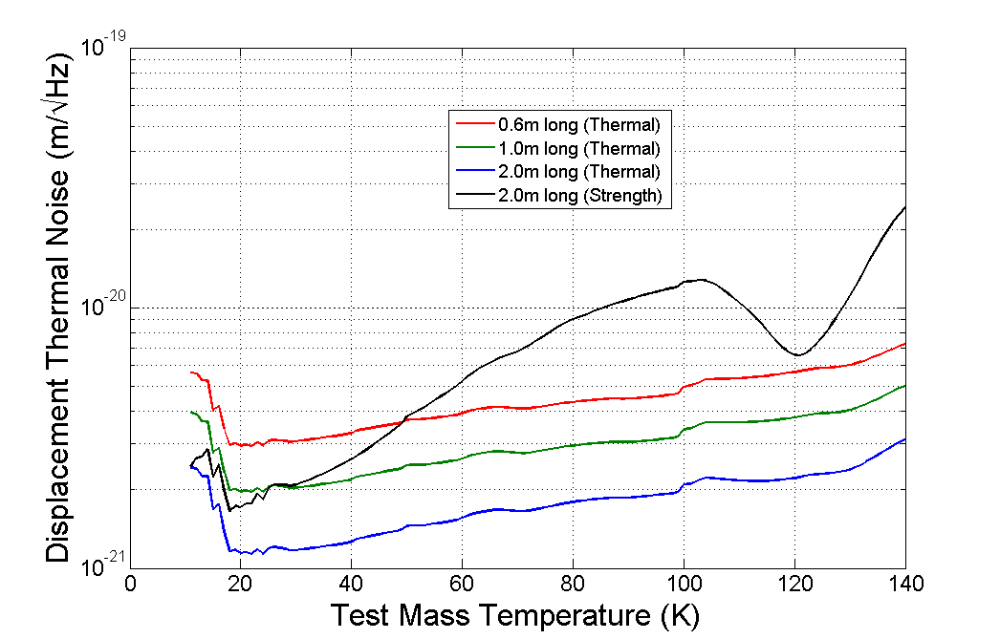 10^-19
10^-20
10^-21
Displacement Thermal Noise (m/√Hz)
0.6m long (Thermal)
1.0m long (Thermal)
2.0m long (Thermal)
2.0m long (Strength)
0 20 40 60 80 100 120 140
Test Mass Temperature (K)